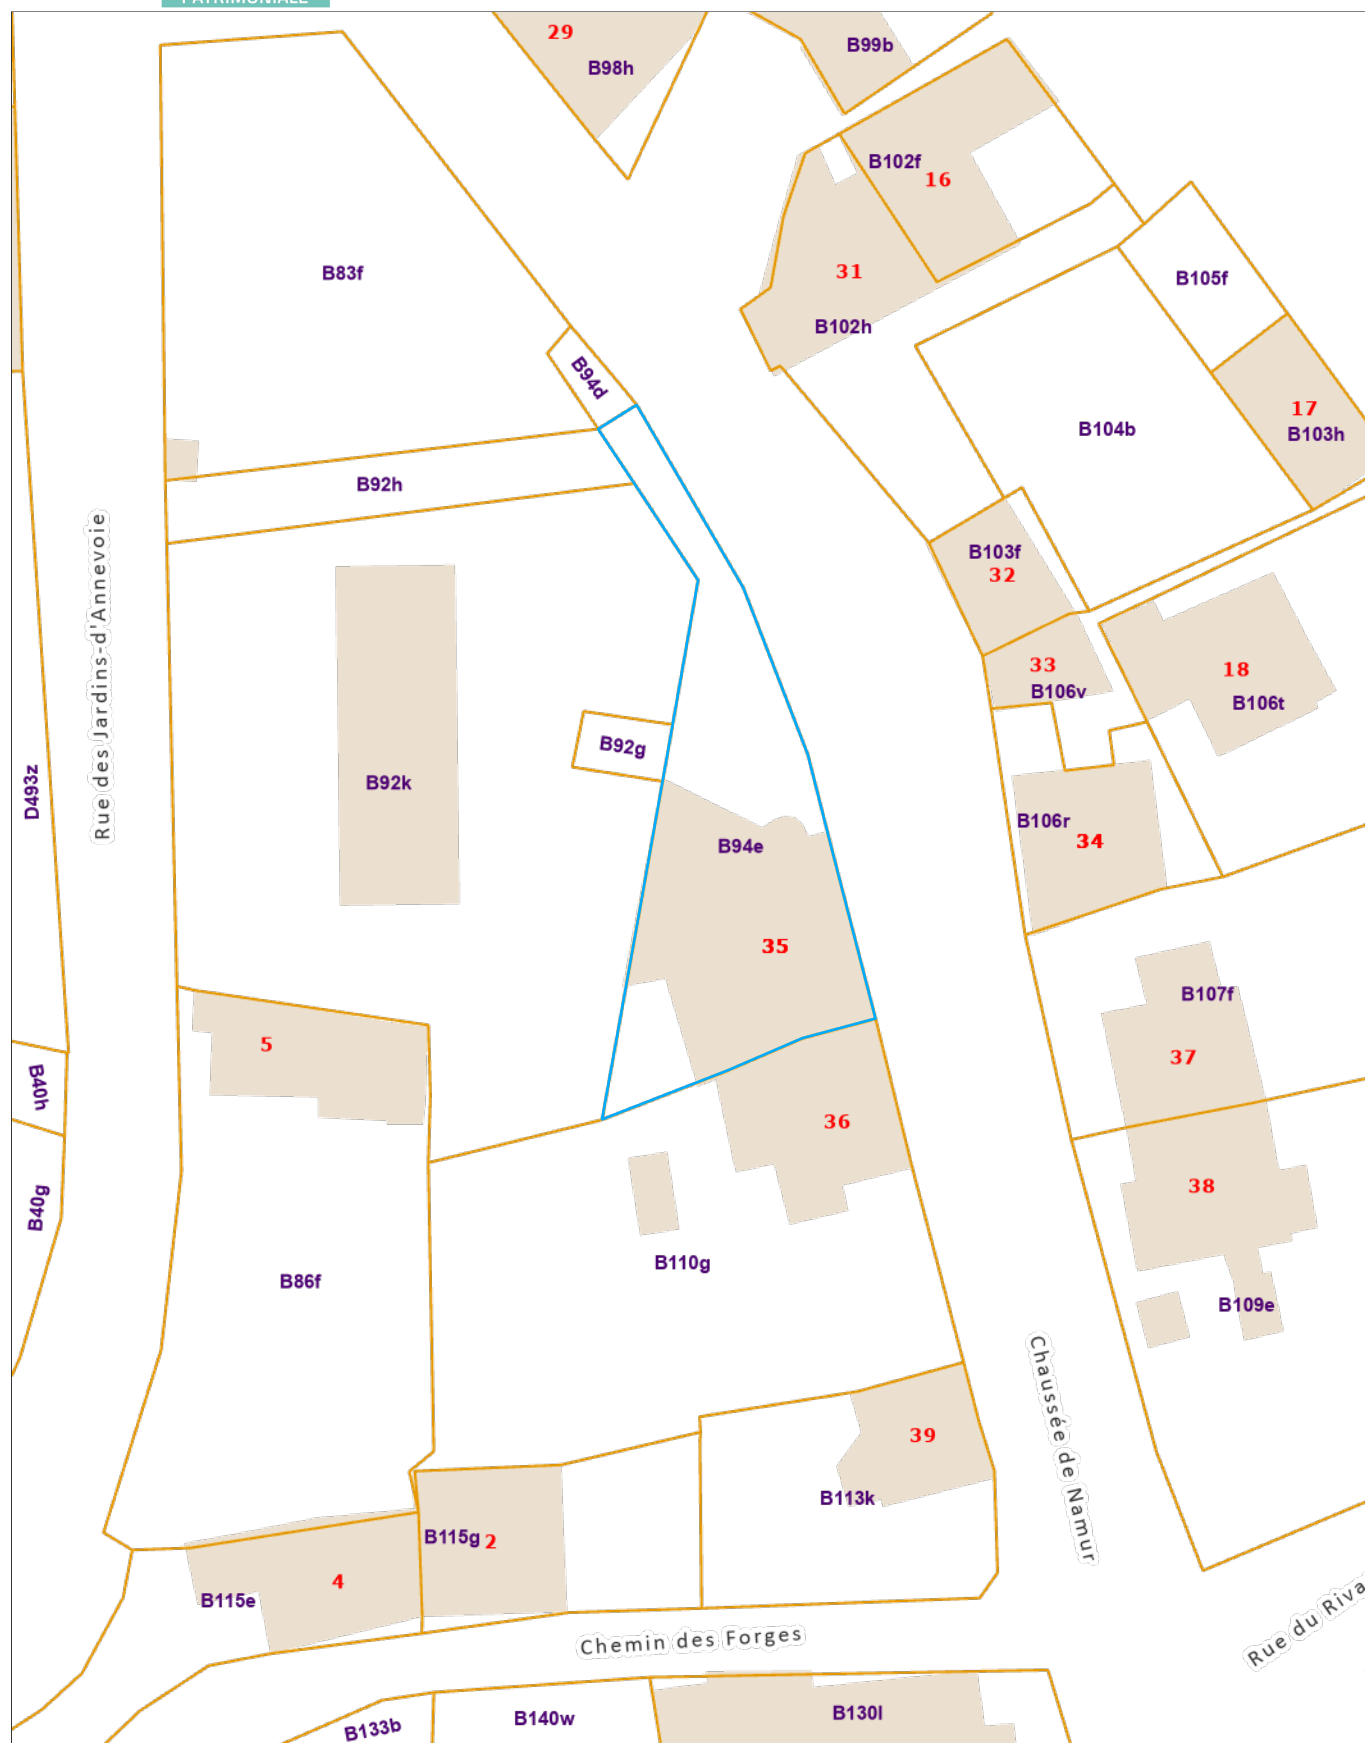 PATRIMONIALE
29
B98h
B99b
B102f
16
31
B102h
B83f
B105f
B94d
17
B103h
B104b
B92h
B103f
32
33
B106v
18
B106t
Rue des Jardins-d'Annevoie
D493z
B92g
B92k
B106r
34
B94e
35
B107f
37
5
B40h
36
38
B40g
B110g
B86f
B109e
Chaussée de Namur
39
B113k
B115g
2
4
B115e
Chemin des Forges
Rue du Riva
B133b
B140w
B130l